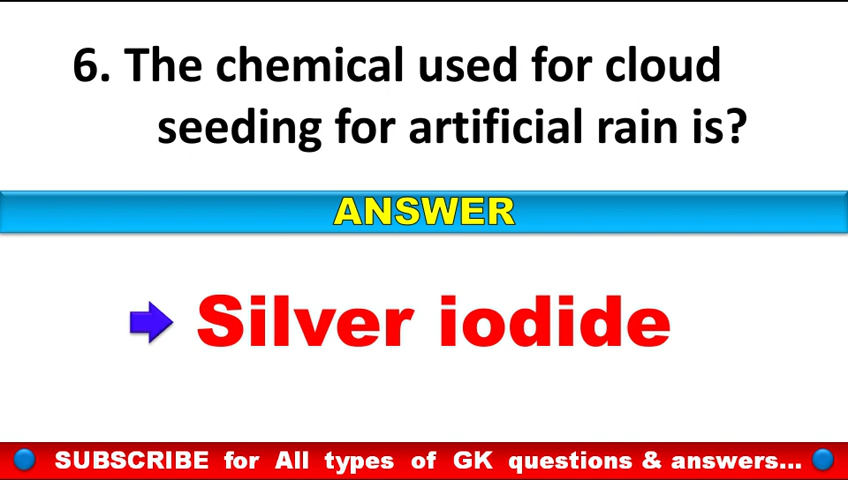 6. The chemical used for cloud
seeding for artificial rain is?
ANSWER
Silver iodide
SUBSCRIBE for All types of GK questions & answers...